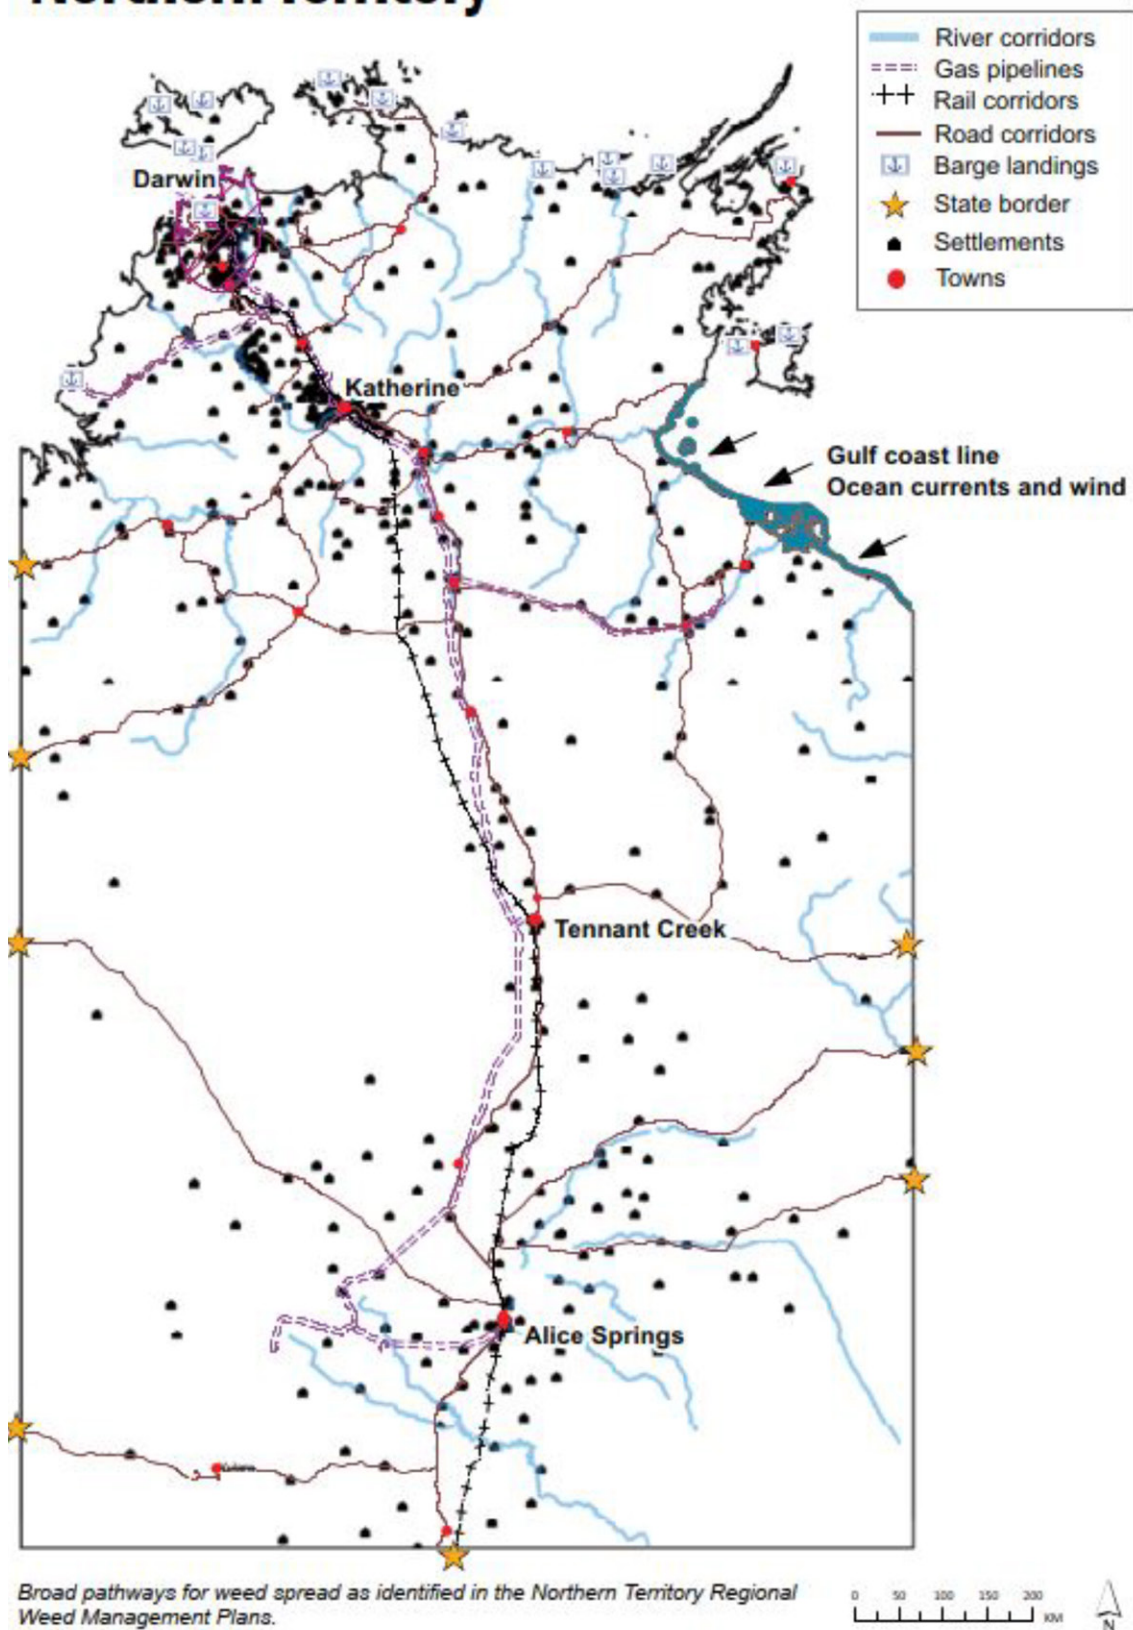 Northern Territory
River corridors
Gas pipelines
Rail corridors
Road corridors
Barge landings
State border
Settlements
Towns
Darwin
Katherine
Gulf coast line
Ocean currents and wind
Tennant Creek
Alice Springs
Broad pathways for weed spread as identified in the Northern Territory Regional
Weed Management Plans.
0 50 100 150 200
KM
N